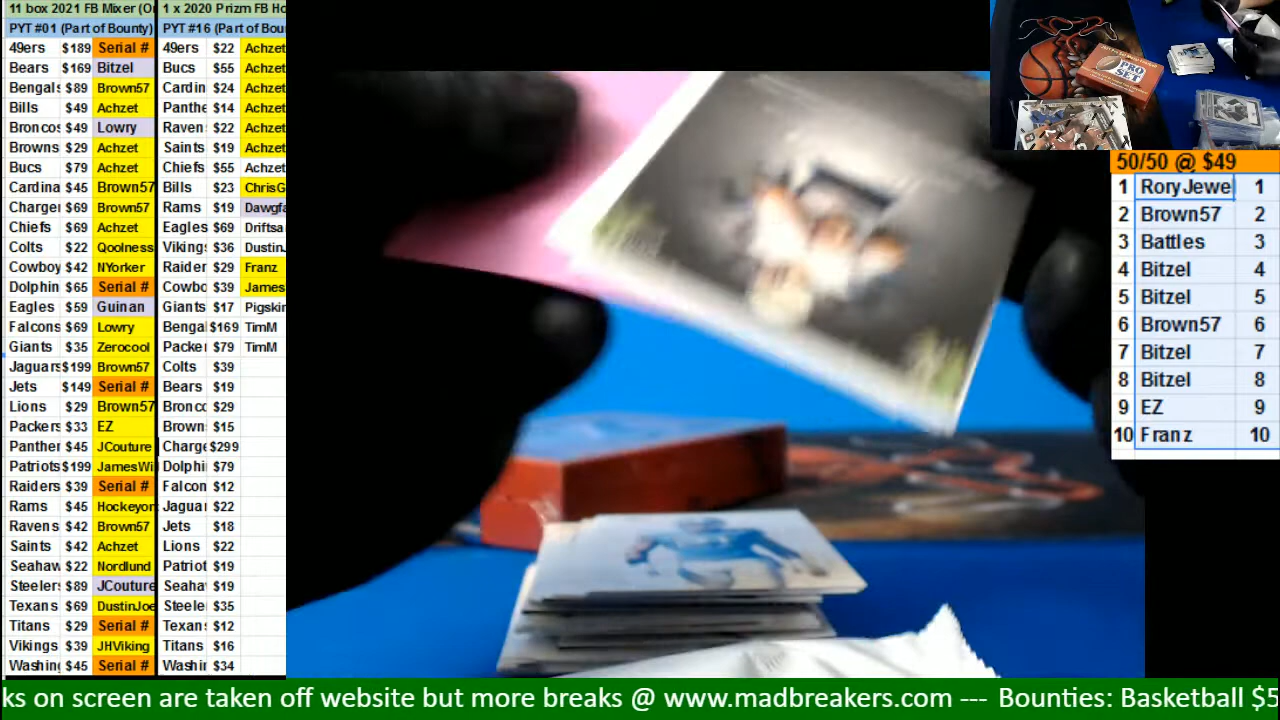 11 box 2021 FB Mixer (O
PYT #01 (Part of Bounty)
49ers $189 Serial #
Bears $169 Bitzel
Bengals $89 Brown57
Bills $49 Achzet
Broncos $49 Lowry
Browns $29 Achzet
Bucs $79 Achzet
Cardina $45 Brown57
Charge $69 Brown57
Chiefs $69 Achzet
Colts $22 Qoolness
Cowboy $42 NYorker
Dolphin $65 Serial #
Eagles $59 Guinan
Falcons $69 Lowry
Giants $35 Zerocool
Jaguars $199 Brown57
Jets $149 Serial #
Lions $29 Brown57
Packers $33 EZ
Panther $45 JCouture
Patriots $199 JamesWi
Raiders $39 Serial #
Rams $45 Hockeyor
Ravens $42 Brown57
Saints $42 Achzet
Seahaw $22 Nordlund
Steelers $89 JCouture
Texans $69 DustinJoe
Titans $29 Serial #
Vikings $39 JHViking
Washin $45 Serial #
1 x 2020 Prizm FB Ho
PYT #16 (Part of Bou
49ers $22 Achzet
Bucs $55 Achzet
Cardin $24 Achzet
Panthe $14 Achzet
Raven $22 Achzet
Saints $19 Achzet
Chiefs $55 Achzet
Bills $23 ChrisG
Rams $19 Dawgfa
Eagles $69 Driftsa
Viking $36 DustinJ
Raider $29 Franz
Cowbo $39 James
Giants $17 Pigskin
Benga $169 TimM
Packe $79 TimM
Colts $39
Bears $19
Bronc $29
Brown $15
Charge $299
Dolphi $79
Falcon $12
Jagua $22
Jets $18
Lions $22
Patriot $19
Seaha $19
Steele $35
Texan $12
Titans $16
Washi $34
PRO
SET
50/50 @ $49
1 RoryJewel 1
2 Brown57 2
3 Battles 3
4 Bitzel 4
5 Bitzel 5
6 Brown57 6
7 Bitzel 7
8 Bitzel 8
9 EZ 9
10 Franz 10
ks on screen are taken off website but more breaks @ www.madbreakers.com --- Bounties: Basketball $5